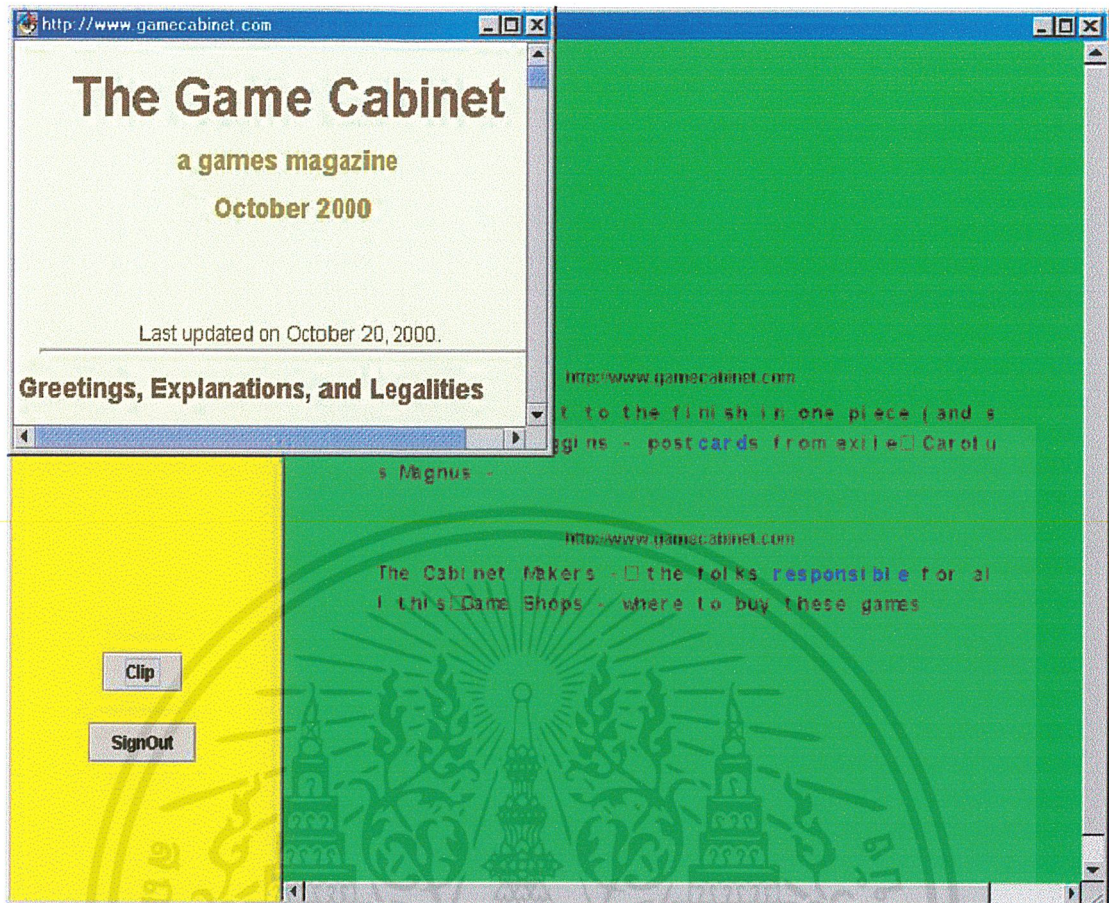 http://www.gamecabinet.com
The Game Cabinet
a games magazine
October 2000
Last updated on October 20, 2000.
Greetings, Explanations, and Legalities
http://www.gamecabinet.com
t to the finish in one piece (and s
ggins - postcards from exile□ Carolu
s Magnus -
http://www.gamecabinet.com
The Cabinet Makers -□ the folks responsible for al
l this□Game Shops - where to buy these games
Clip
SignOut